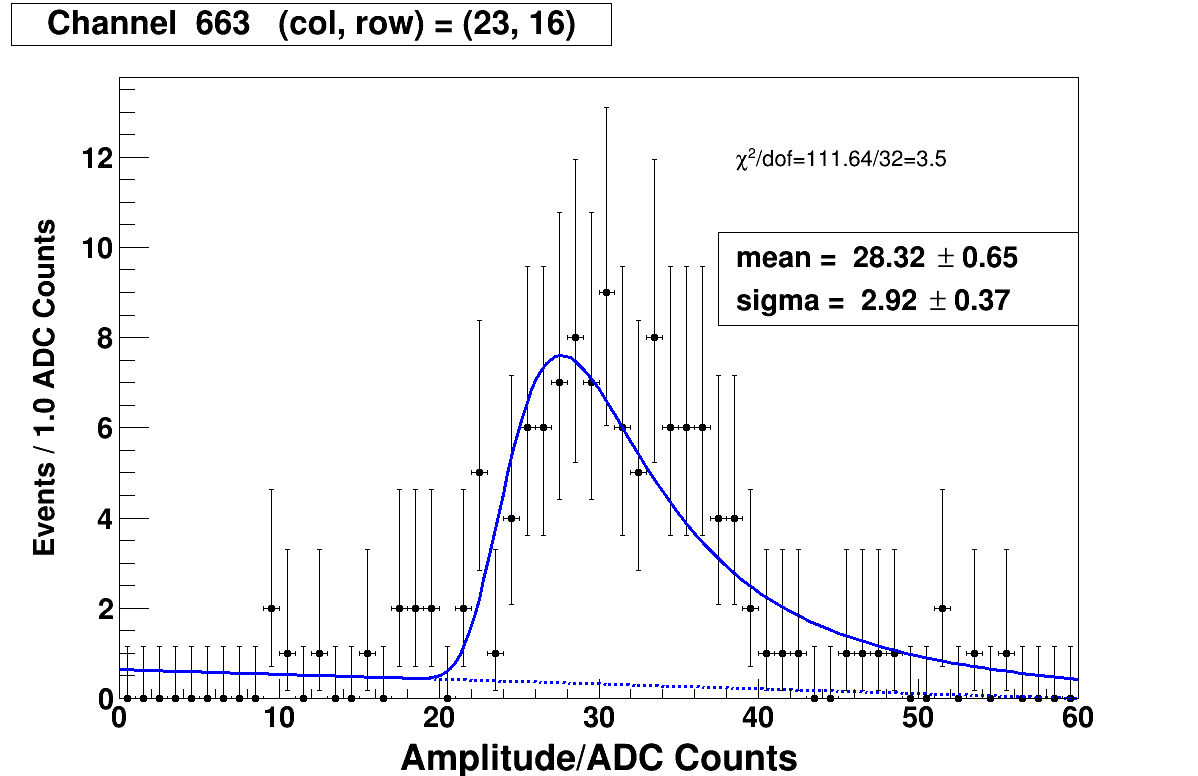 Channel 663 (col, row) = (23, 16)
χ²/dof=111.64/32=3.5
mean = 28.32 ± 0.65
sigma = 2.92 ± 0.37
Events / 1.0 ADC Counts
12
10
8
6
4
2
0
0 10 20 30 40 50 60
Amplitude/ADC Counts